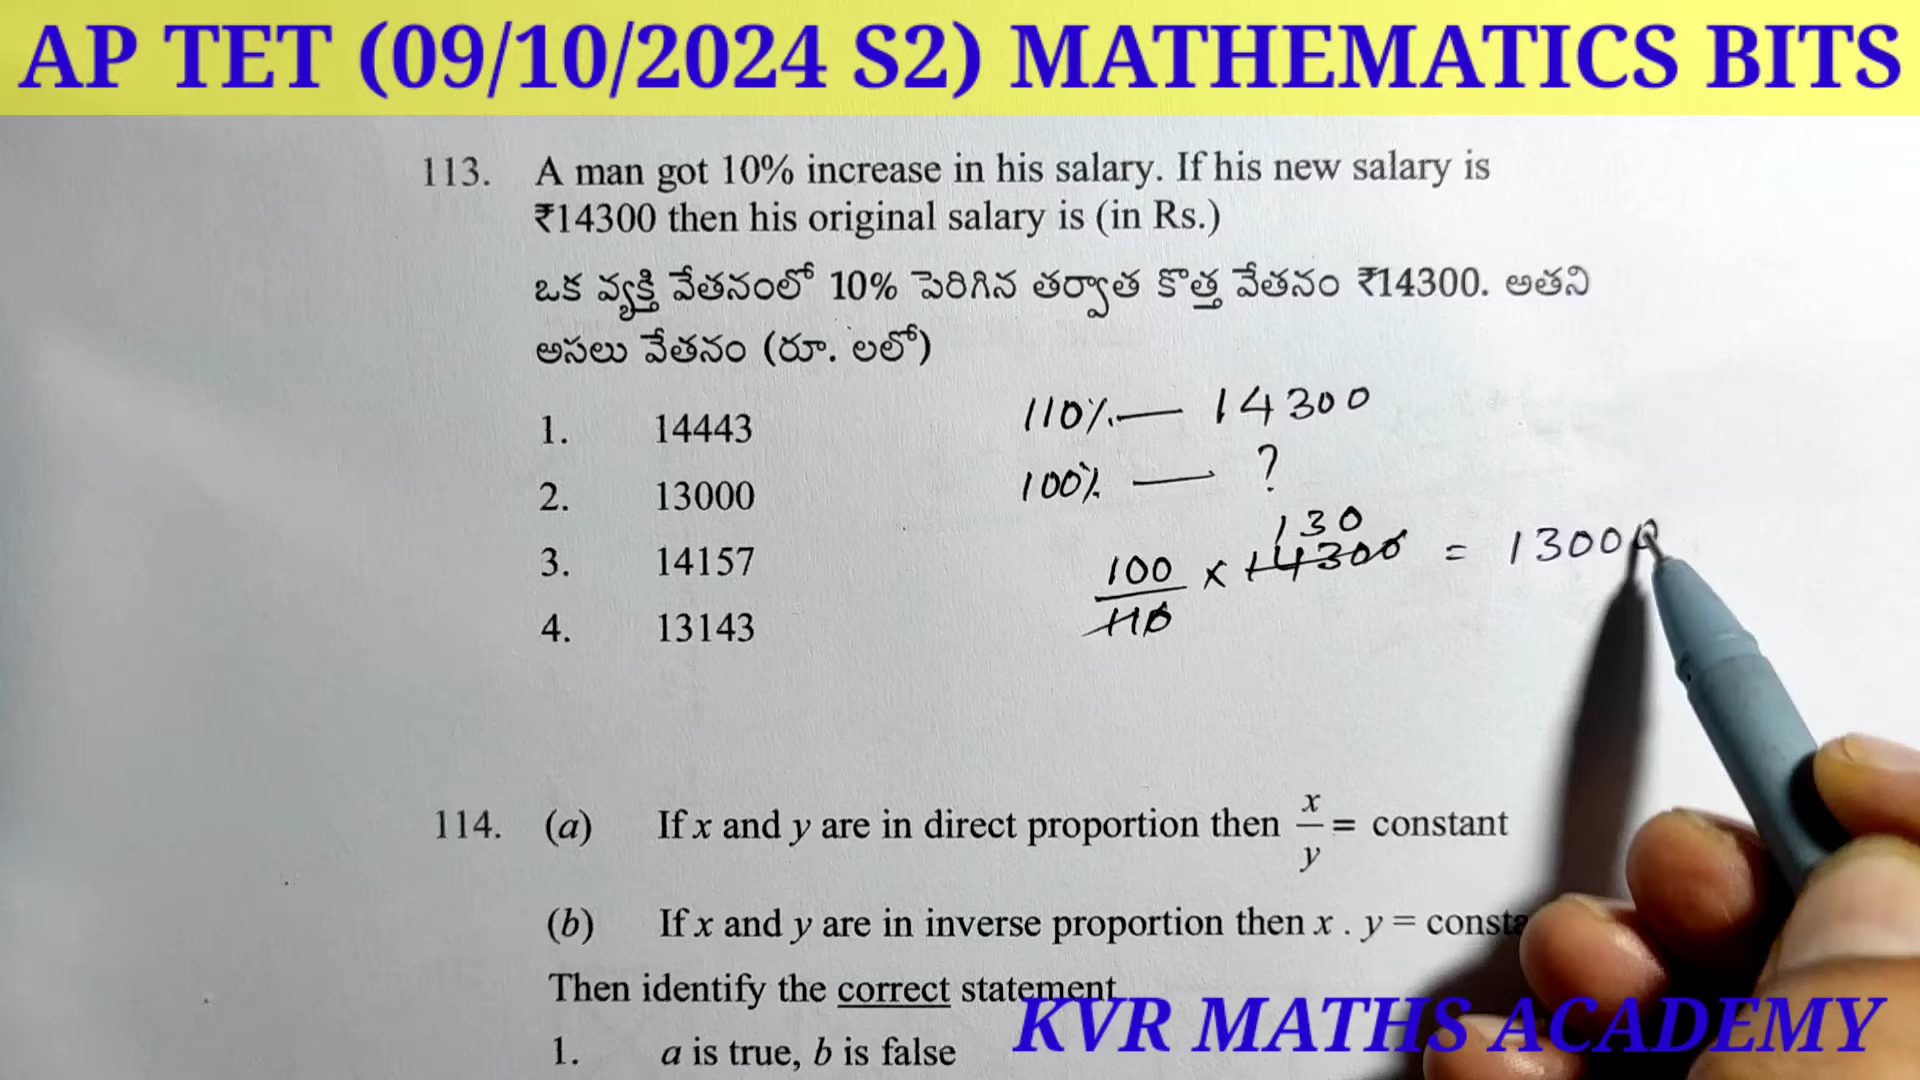 AP TET (09/10/2024 S2) MATHEMATICS BITS
113. A man got 10% increase in his salary. If his new salary is
₹14300 then his original salary is (in Rs.)
ఒక వ్యక్తి వేతనంలో 10% పెరిగిన తర్వాత కొత్త వేతనం ₹14300. అతని
అసలు వేతనం (రూ. లలో)
1. 14443
2. 13000
3. 14157
4. 13143
110% — 14300
100% — ?
130
100/110 × 14300 = 13000
114. (a) If x and y are in direct proportion then x/y = constant
(b) If x and y are in inverse proportion then x . y = consta
Then identify the correct statement
1. a is true, b is false
KVR MATHS ACADEMY